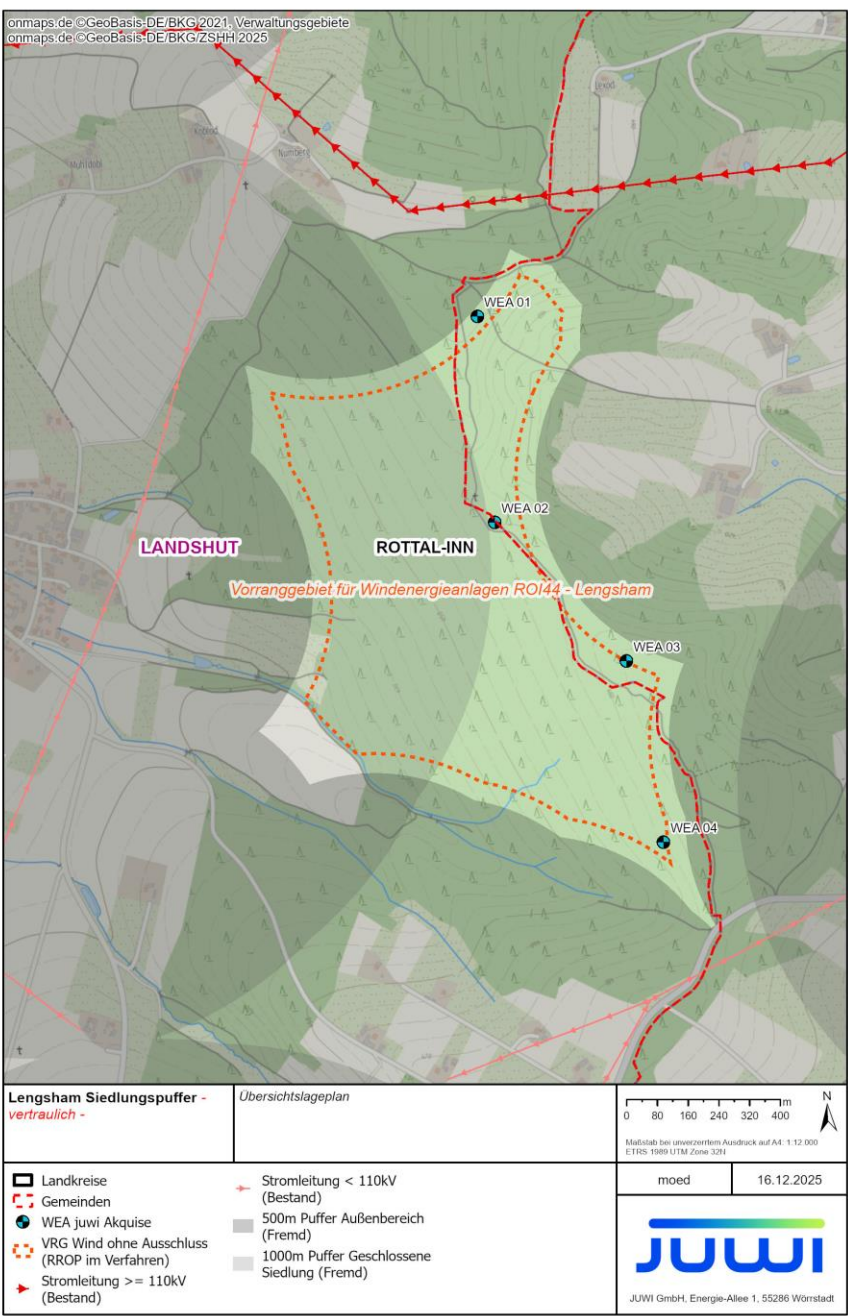 onmaps.de ©GeoBasis-DE/BKG 2021, Verwaltungsgebiete
onmaps.de ©GeoBasis-DE/BKG/ZSHH 2025
Lexöd
Numberg
Mühldobl
WEA 01
WEA 02
LANDSHUT
ROTTAL-INN
Vorranggebiet für Windenergieanlagen ROI44 - Lengsham
WEA 03
WEA 04
Lengsham Siedlungspuffer -
vertraulich -
Übersichtslageplan
m
0 80 160 240 320 400
N
Maßstab bei unverzerrtem Ausdruck auf A4: 1:12.000
ETRS 1989 UTM Zone 32N
moed
16.12.2025
Landkreise
Gemeinden
WEA juwi Akquise
VRG Wind ohne Ausschluss
(RROP im Verfahren)
Stromleitung >= 110kV
(Bestand)
Stromleitung < 110kV
(Bestand)
500m Puffer Außenbereich
(Fremd)
1000m Puffer Geschlossene
Siedlung (Fremd)
JUWI
JUWI GmbH, Energie-Allee 1, 55286 Wörrstadt